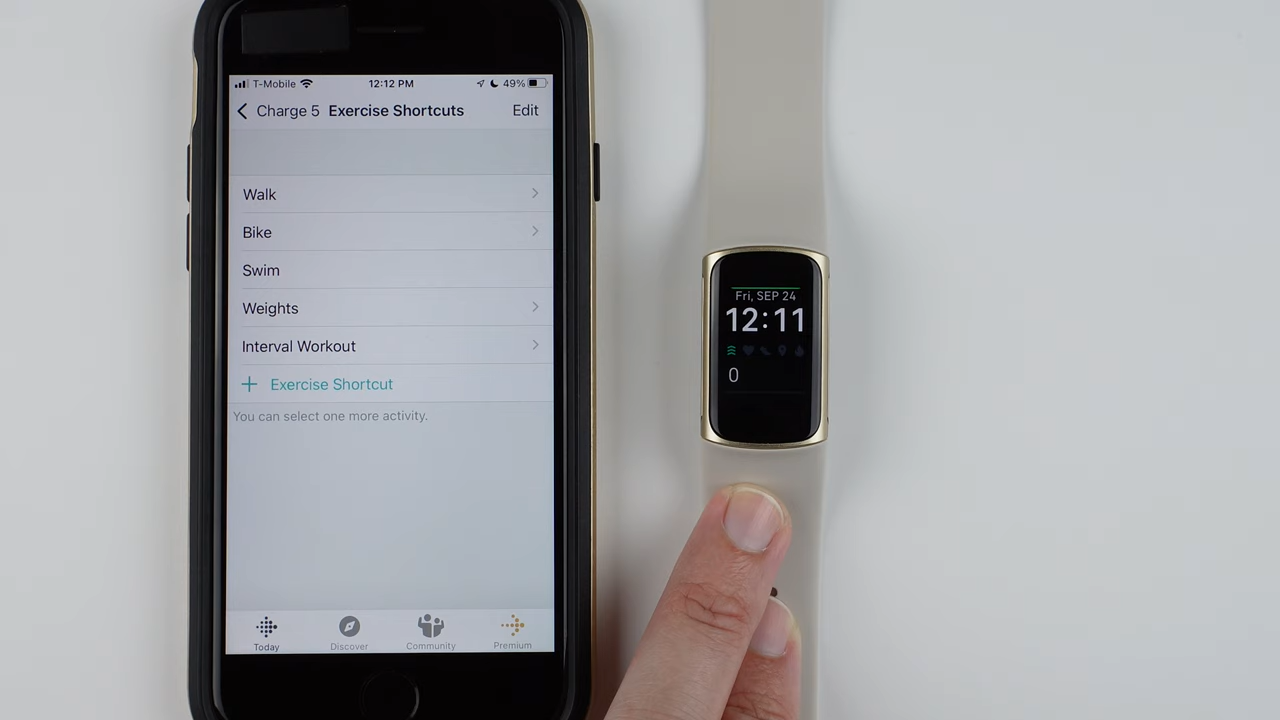 T-Mobile 12:12 PM 49%
Charge 5 Exercise Shortcuts Edit
Walk
Bike
Swim
Weights
Interval Workout
+ Exercise Shortcut
You can select one more activity.
Today Discover Community Premium
Fri, SEP 24
12:11
0